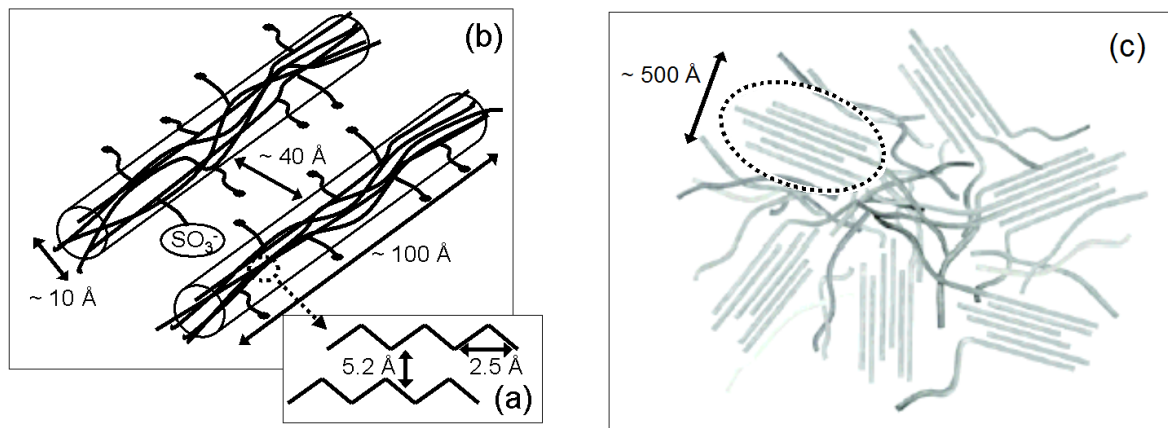 (b)
~ 40 Å
SO3-
~ 10 Å
~ 100 Å
5.2 Å
2.5 Å
(a)
(c)
~ 500 Å